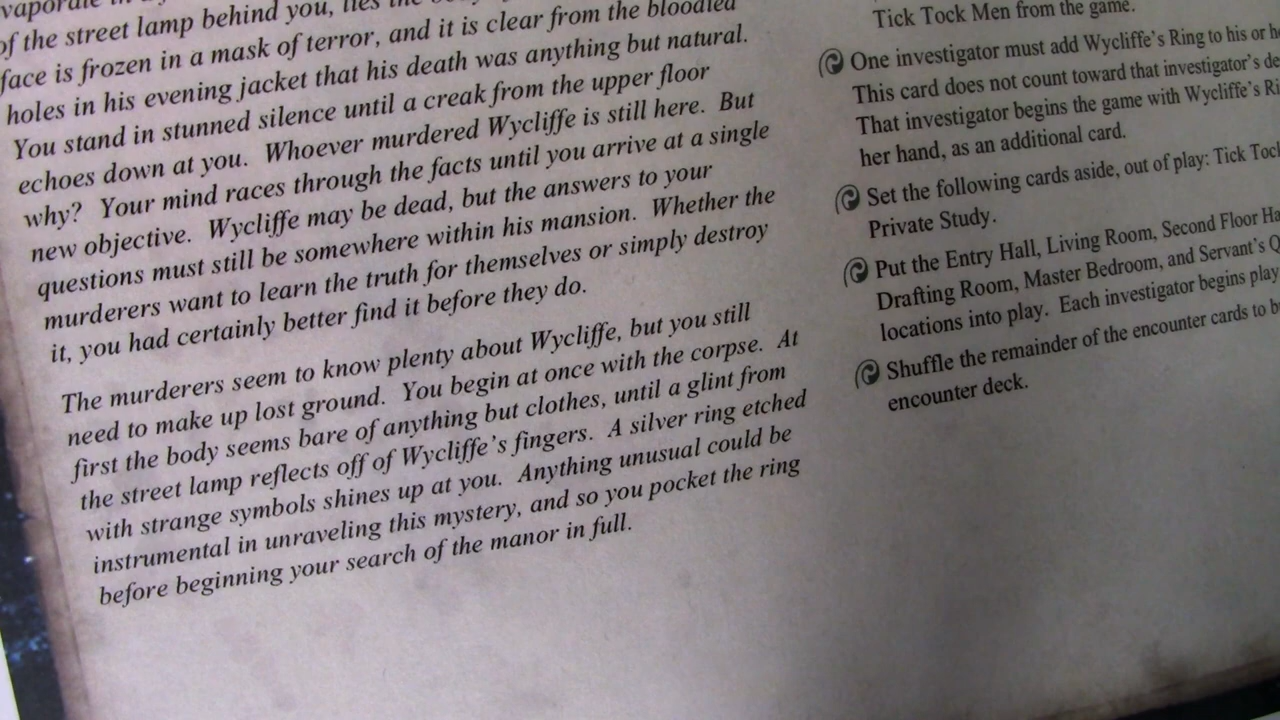 of the street lamp behind you, lies the
face is frozen in a mask of terror, and it is clear from the bloodied
holes in his evening jacket that his death was anything but natural.
You stand in stunned silence until a creak from the upper floor
echoes down at you. Whoever murdered Wycliffe is still here. But
why? Your mind races through the facts until you arrive at a single
new objective. Wycliffe may be dead, but the answers to your
questions must still be somewhere within his mansion. Whether the
murderers want to learn the truth for themselves or simply destroy
it, you had certainly better find it before they do.
The murderers seem to know plenty about Wycliffe, but you still
need to make up lost ground. You begin at once with the corpse. At
first the body seems bare of anything but clothes, until a glint from
the street lamp reflects off of Wycliffe's fingers. A silver ring etched
with strange symbols shines up at you. Anything unusual could be
instrumental in unraveling this mystery, and so you pocket the ring
before beginning your search of the manor in full.
Tick Tock Men from the game.
One investigator must add Wycliffe's Ring to his or
This card does not count toward that investigator's
That investigator begins the game with Wycliffe's
her hand, as an additional card.
Set the following cards aside, out of play: Tick
Private Study.
Put the Entry Hall, Living Room, Second Floor
Drafting Room, Master Bedroom, and Servant's
locations into play. Each investigator begins play
Shuffle the remainder of the encounter cards to
encounter deck.